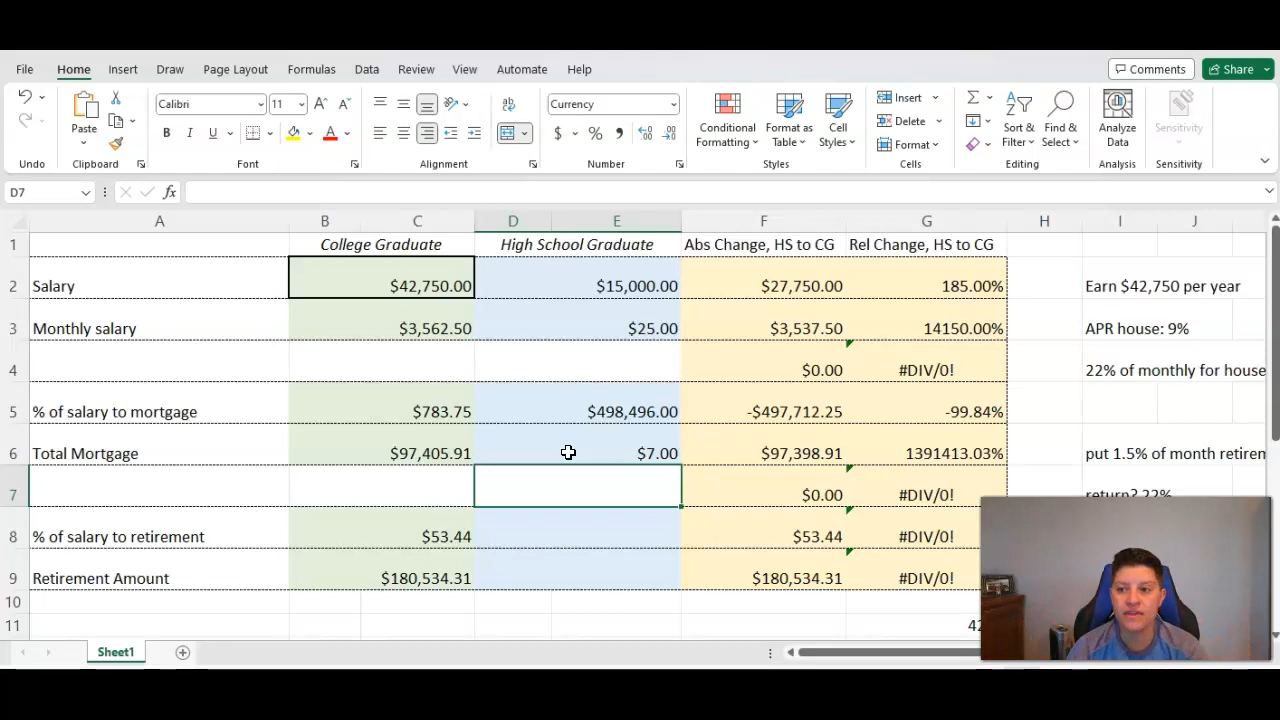 File Home Insert Draw Page Layout Formulas Data Review View Automate Help Comments Share
Calibri 11 Currency Insert
Paste Conditional Format as Cell Delete Sort & Find & Analyze Sensitivity
B I U A $ % Formatting Table Styles Format Filter Select Data
Undo Clipboard Font Alignment Number Styles Cells Editing Analysis Sensitivity
D7 fx
A B C D E F G H I J
1 College Graduate High School Graduate Abs Change, HS to CG Rel Change, HS to CG
2 Salary $42,750.00 $15,000.00 $27,750.00 185.00% Earn $42,750 per year
3 Monthly salary $3,562.50 $25.00 $3,537.50 14150.00% APR house: 9%
4 $0.00 #DIV/0! 22% of monthly for house
5 % of salary to mortgage $783.75 $498,496.00 -$497,712.25 -99.84%
6 Total Mortgage $97,405.91 $7.00 $97,398.91 1391413.03% put 1.5% of month retirem
7 $0.00 #DIV/0! return? 22%
8 % of salary to retirement $53.44 $53.44 #DIV/0!
9 Retirement Amount $180,534.31 $180,534.31 #DIV/0!
10
11
Sheet1